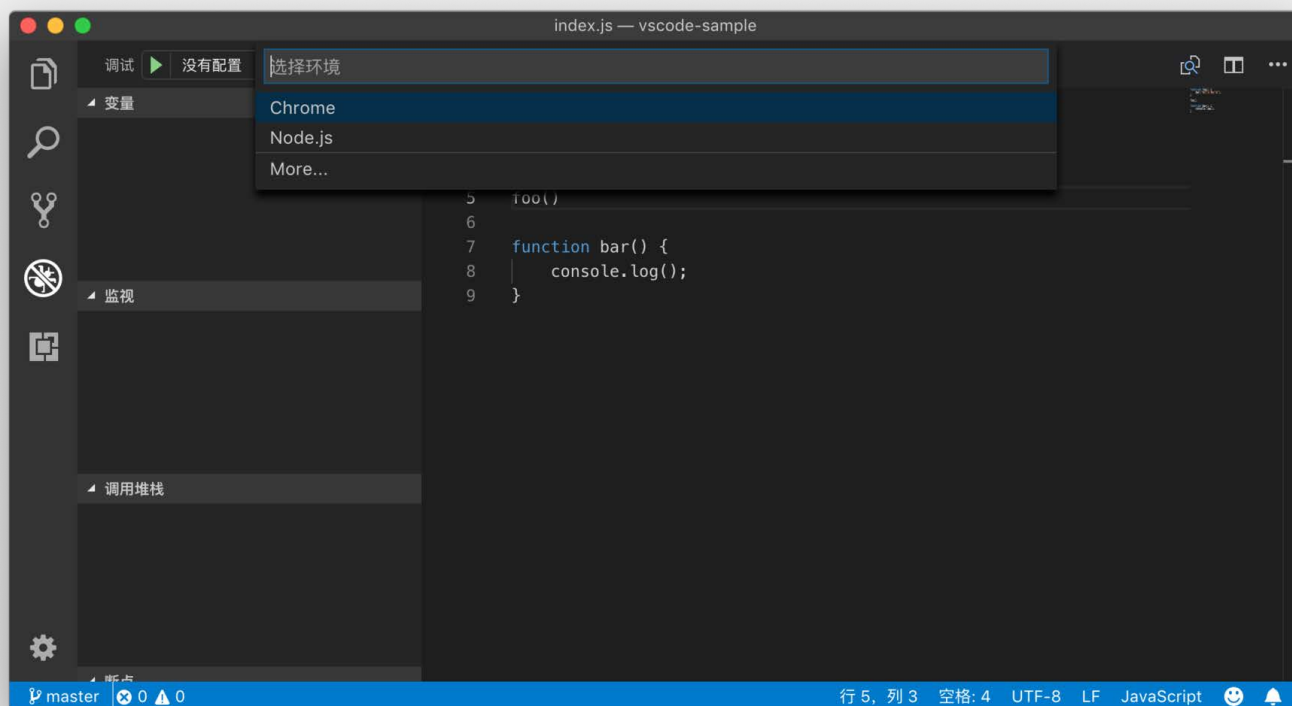 index.js — vscode-sample
调试 没有配置
选择环境
Chrome
Node.js
More...
变量
监视
调用堆栈
断点
5 foo()
6
7 function bar() {
8 console.log();
9 }
master 0 0
行 5，列 3 空格: 4 UTF-8 LF JavaScript